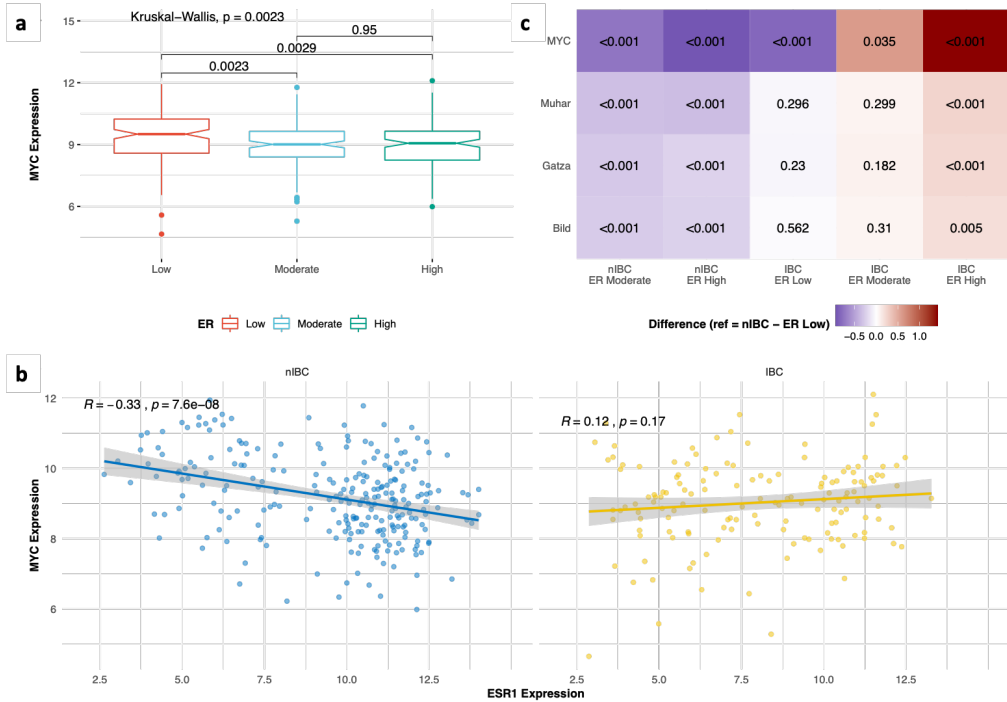 a
Kruskal−Wallis, p = 0.0023
15
12
9
6
MYC Expression
0.95
0.0029
0.0023
Low
Moderate
High
ER
Low
Moderate
High
c
MYC
<0.001
<0.001
<0.001
0.035
<0.001
Muhar
<0.001
<0.001
0.296
0.299
<0.001
Gatza
<0.001
<0.001
0.23
0.182
<0.001
Bild
<0.001
<0.001
0.562
0.31
0.005
nIBC
ER Moderate
nIBC
ER High
IBC
ER Low
IBC
ER Moderate
IBC
ER High
Difference (ref = nIBC − ER Low)
−0.5 0.0 0.5 1.0
b
nIBC
IBC
R = −0.33 , p = 7.6e−08
R = 0.12 , p = 0.17
12
10
8
6
MYC Expression
2.5 5.0 7.5 10.0 12.5
2.5 5.0 7.5 10.0 12.5
ESR1 Expression